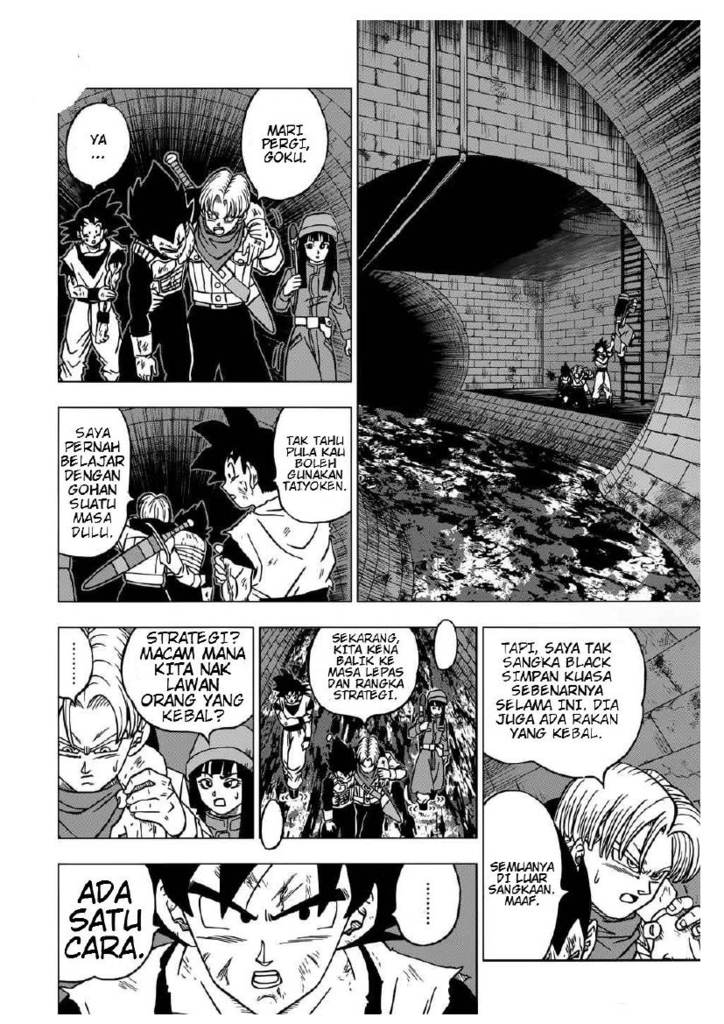 MARI
PERGI,
GOKU.
YA
...
TAK TAHU
PULA KAU
BOLEH
GUNAKAN
TAIYOKEN.
SAYA
PERNAH
BELAJAR
DENGAN
GOHAN
SUATU
MASA
DULU.
TAPI, SAYA TAK
SANGKA BLACK
SIMPAN KUASA
SEBENARNYA
SELAMA INI. DIA
JUGA ADA RAKAN
YANG KEBAL.
SEMUANYA
DI LUAR
SANGKAAN.
MAAF.
SEKARANG,
KITA KENA
BALIK KE
MASA LEPAS
DAN RANGKA
STRATEGI.
STRATEGI?
MACAM MANA
KITA NAK
LAWAN
ORANG YANG
KEBAL?
......
......
ADA
SATU
CARA.